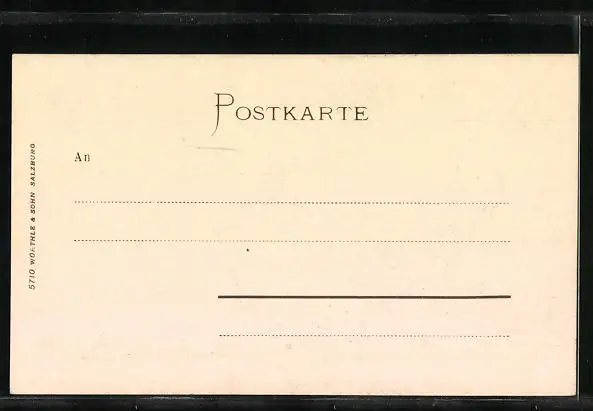 POSTKARTE
An
5710 WÜRTHLE & SOHN SALZBURG